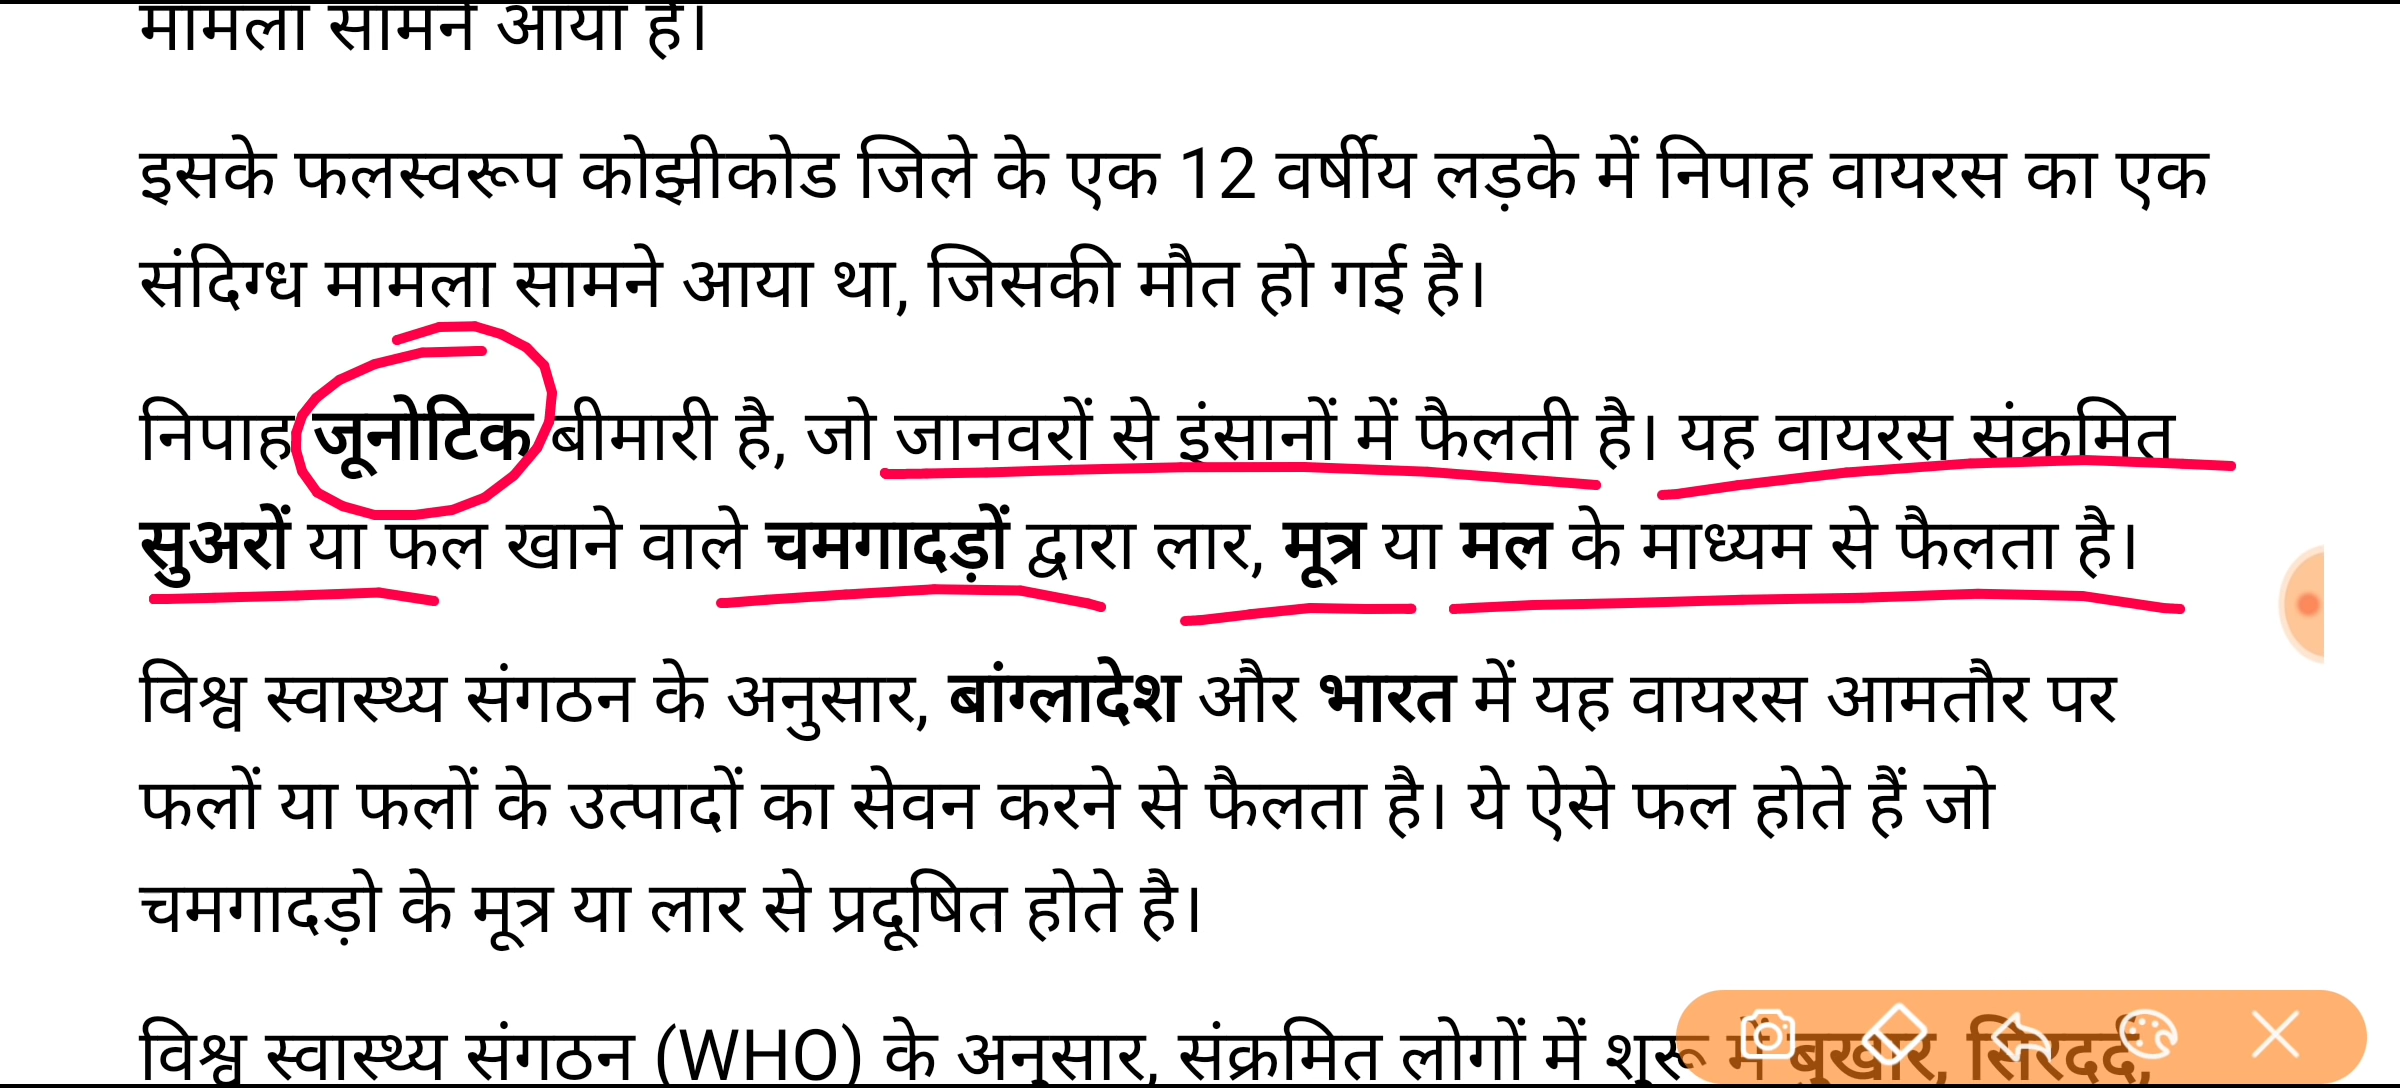 मामला सामने आया है।
इसके फलस्वरूप कोझीकोड जिले के एक 12 वर्षीय लड़के में निपाह वायरस का एक
संदिग्ध मामला सामने आया था, जिसकी मौत हो गई है।
निपाह जूनोटिक बीमारी है, जो जानवरों से इंसानों में फैलती है। यह वायरस संक्रमित
सुअरों या फल खाने वाले चमगादड़ों द्वारा लार, मूत्र या मल के माध्यम से फैलता है।
विश्व स्वास्थ्य संगठन के अनुसार, बांग्लादेश और भारत में यह वायरस आमतौर पर
फलों या फलों के उत्पादों का सेवन करने से फैलता है। ये ऐसे फल होते हैं जो
चमगादड़ो के मूत्र या लार से प्रदूषित होते है।
विश्व स्वास्थ्य संगठन (WHO) के अनुसार, संक्रमित लोगों में शुरू में बुखार, सिरदर्द,